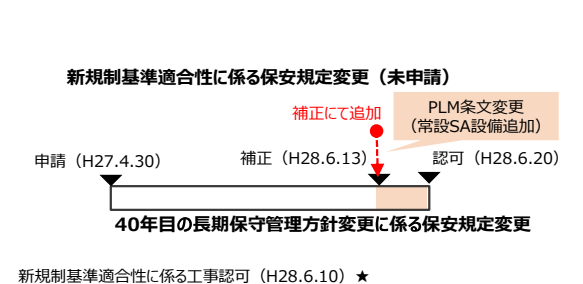 新規制基準適合性に係る保安規定変更（未申請）
補正にて追加
PLM条文変更
（常設SA設備追加）
申請（H27.4.30）
補正（H28.6.13）
認可（H28.6.20）
40年目の長期保守管理方針変更に係る保安規定変更
新規制基準適合性に係る工事認可（H28.6.10）★